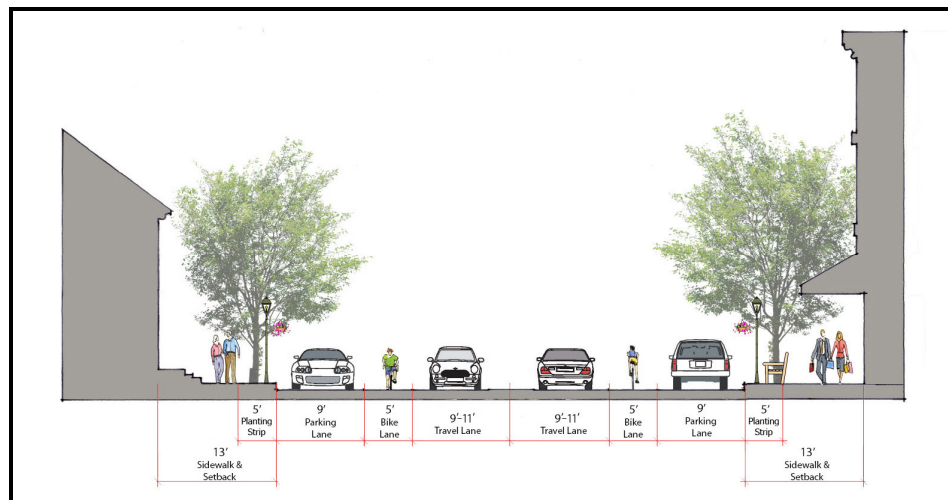 5'
Planting
Strip
9'
Parking
Lane
5'
Bike
Lane
9'-11'
Travel Lane
9'-11'
Travel Lane
5'
Bike
Lane
9'
Parking
Lane
5'
Planting
Strip
13'
Sidewalk &
Setback
13'
Sidewalk &
Setback